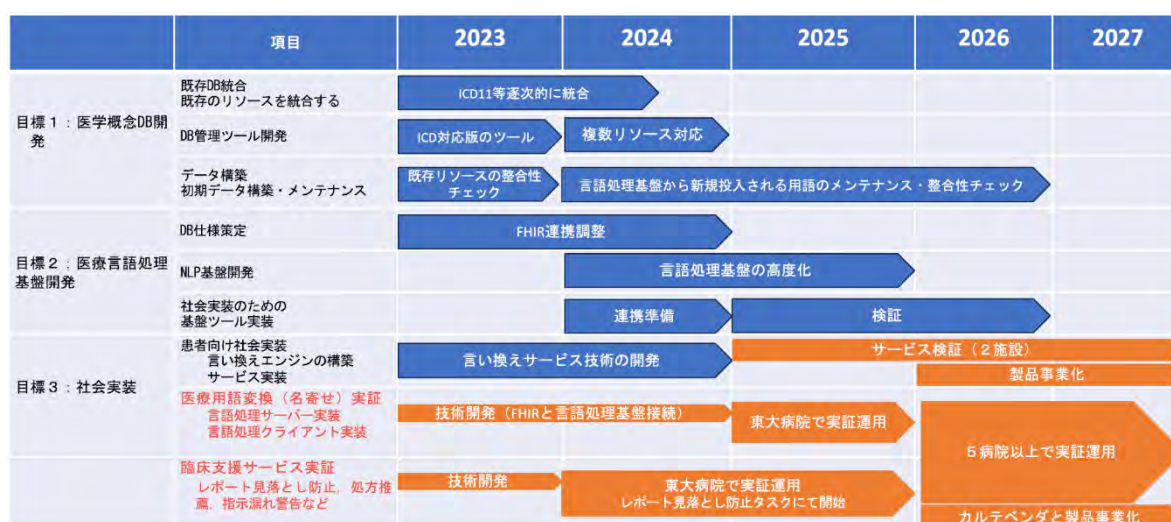 項目
2023
2024
2025
2026
2027
目標１：医学概念DB開
発
既存DB統合
既存のリソースを統合する
ICD11等逐次的に統合
DB管理ツール開発
ICD対応版のツール
複数リソース対応
データ構築
初期データ構築・メンテナンス
既存リソースの整合性
チェック
言語処理基盤から新規投入される用語のメンテナンス・整合性チェック
目標２：医療言語処理
基盤開発
DB仕様策定
FHIR連携調整
NLP基盤開発
言語処理基盤の高度化
社会実装のための
基盤ツール実装
連携準備
検証
目標３：社会実装
患者向け社会実装
言い換えエンジンの構築
サービス実装
言い換えサービス技術の開発
サービス検証（２施設）
製品事業化
医療用語変換（名寄せ）実証
言語処理サーバー実装
言語処理クライアント実装
技術開発（FHIRと言語処理基盤接続）
東大病院で実証運用
５病院以上で実証運用
臨床支援サービス実証
レポート見落とし防止，処方推
薦，指示漏れ警告など
技術開発
東大病院で実証運用
レポート見落とし防止タスクにて開始
カルテベンダと製品事業化